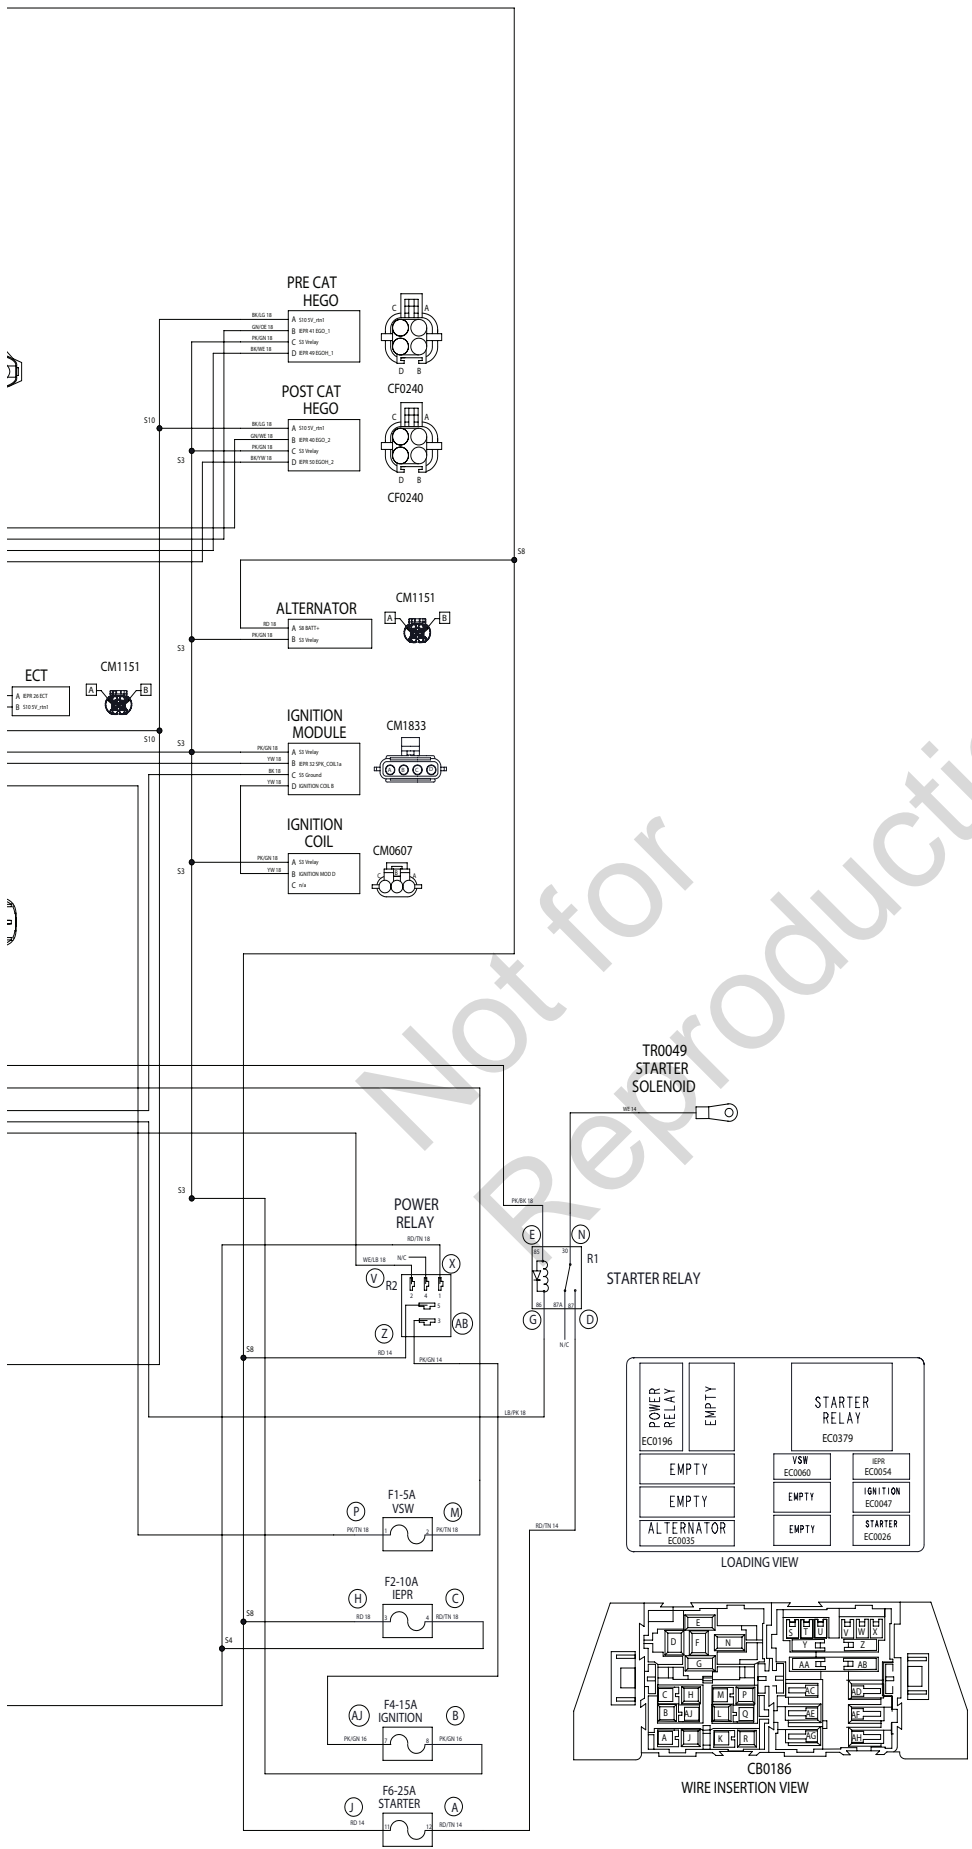 PRE CAT
HEGO
BK/LG 18
GN/OE 18
PK/GN 18
BK/WE 18
A S10 5V_rtn1
B IEPR 41 EGO_1
C S3 Vrelay
D IEPR 49 EGOH_1
C
A
D
B
CF0240
POST CAT
HEGO
S10
S3
BK/LG 18
GN/WE 18
PK/GN 18
BK/YW 18
A S10 5V_rtn1
B IEPR 40 EGO_2
C S3 Vrelay
D IEPR 50 EGOH_2
C
A
D
B
CF0240
S8
ALTERNATOR
CM1151
RD 18
PK/GN 18
A S8 BATT+
B S3 Vrelay
A
B
S3
ECT
CM1151
A IEPR 26 ECT
B S10 5V_rtn1
A
B
S10
S3
IGNITION
MODULE
CM1833
PK/GN 18
YW 18
BK 18
YW 18
A S3 Vrelay
B IEPR 32 SPK_COIL1a
C S5 Ground
D IGNITION COIL B
A B C D
IGNITION
COIL
CM0607
S3
PK/GN 18
YW 18
A S3 Vrelay
B IGNITION MOD D
C n/a
C
B
A
Not for
Reproducti
TR0049
STARTER
SOLENOID
WE 14
S3
POWER
RELAY
RD/TN 18
WE/LB 18
N/C
V
R2
X
2 4 1
5
3
Z
AB
S8
RD 14
PK/GN 14
PK/BK 18
E
N
85
30
R1
STARTER RELAY
86
87A
87
G
D
N/C
LB/PK 18
POWER
RELAY
EC0196
EMPTY
STARTER
RELAY
EC0379
EMPTY
VSW
EC0060
IEPR
EC0054
EMPTY
EMPTY
IGNITION
EC0047
ALTERNATOR
EC0035
EMPTY
STARTER
EC0026
LOADING VIEW
F1-5A
VSW
P
M
PK/TN 18
1
2
PK/TN 18
RD/TN 14
F2-10A
IEPR
S8
H
C
RD 18
3
4
RD/TN 18
S4
F4-15A
IGNITION
AJ
B
PK/GN 16
7
8
PK/GN 16
F6-25A
STARTER
J
A
RD 14
11
12
RD/TN 14
E
D F N
G
S T U
V W X
Y
Z
AA
AB
C H M P
B AJ L Q
A J K R
AC
AD
AE
AF
AG
AH
CB0186
WIRE INSERTION VIEW